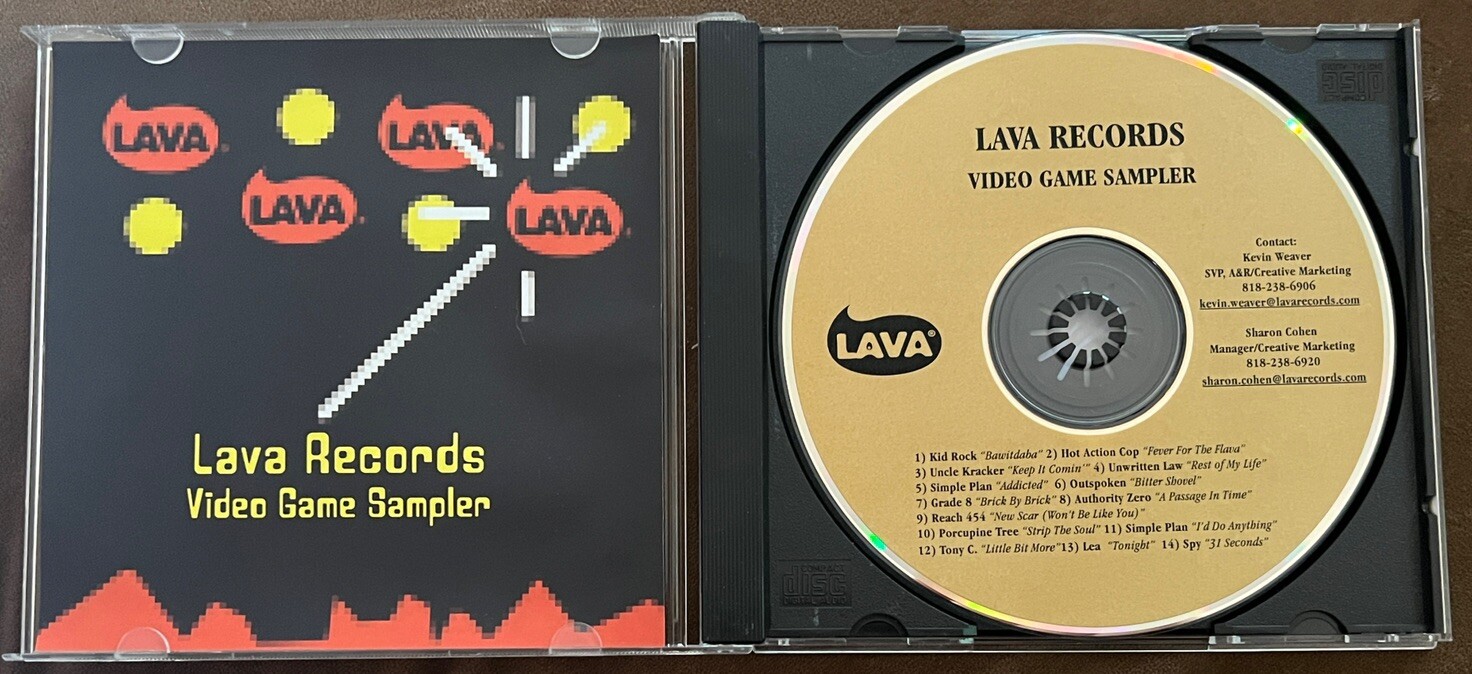 LAVA
LAVA
LAVA
LAVA
Lava Records
Video Game Sampler
LAVA RECORDS
VIDEO GAME SAMPLER
Contact:
Kevin Weaver
SVP, A&R/Creative Marketing
818-238-6906
kevin.weaver@lavarecords.com
Sharon Cohen
Manager/Creative Marketing
818-238-6920
sharon.cohen@lavarecords.com
LAVA®
1) Kid Rock "Bawitdaba" 2) Hot Action Cop "Fever For The Flava"
3) Uncle Kracker "Keep It Comin'" 4) Unwritten Law "Rest of My Life"
5) Simple Plan "Addicted" 6) Outspoken "Bitter Shovel"
7) Grade 8 "Brick By Brick" 8) Authority Zero "A Passage In Time"
9) Reach 454 "New Scar (Won't Be Like You)"
10) Porcupine Tree "Strip The Soul" 11) Simple Plan "I'd Do Anything"
12) Tony C. "Little Bit More"13) Lea "Tonight" 14) Spy "31 Seconds"
COMPACT
disc
DIGITAL AUDIO